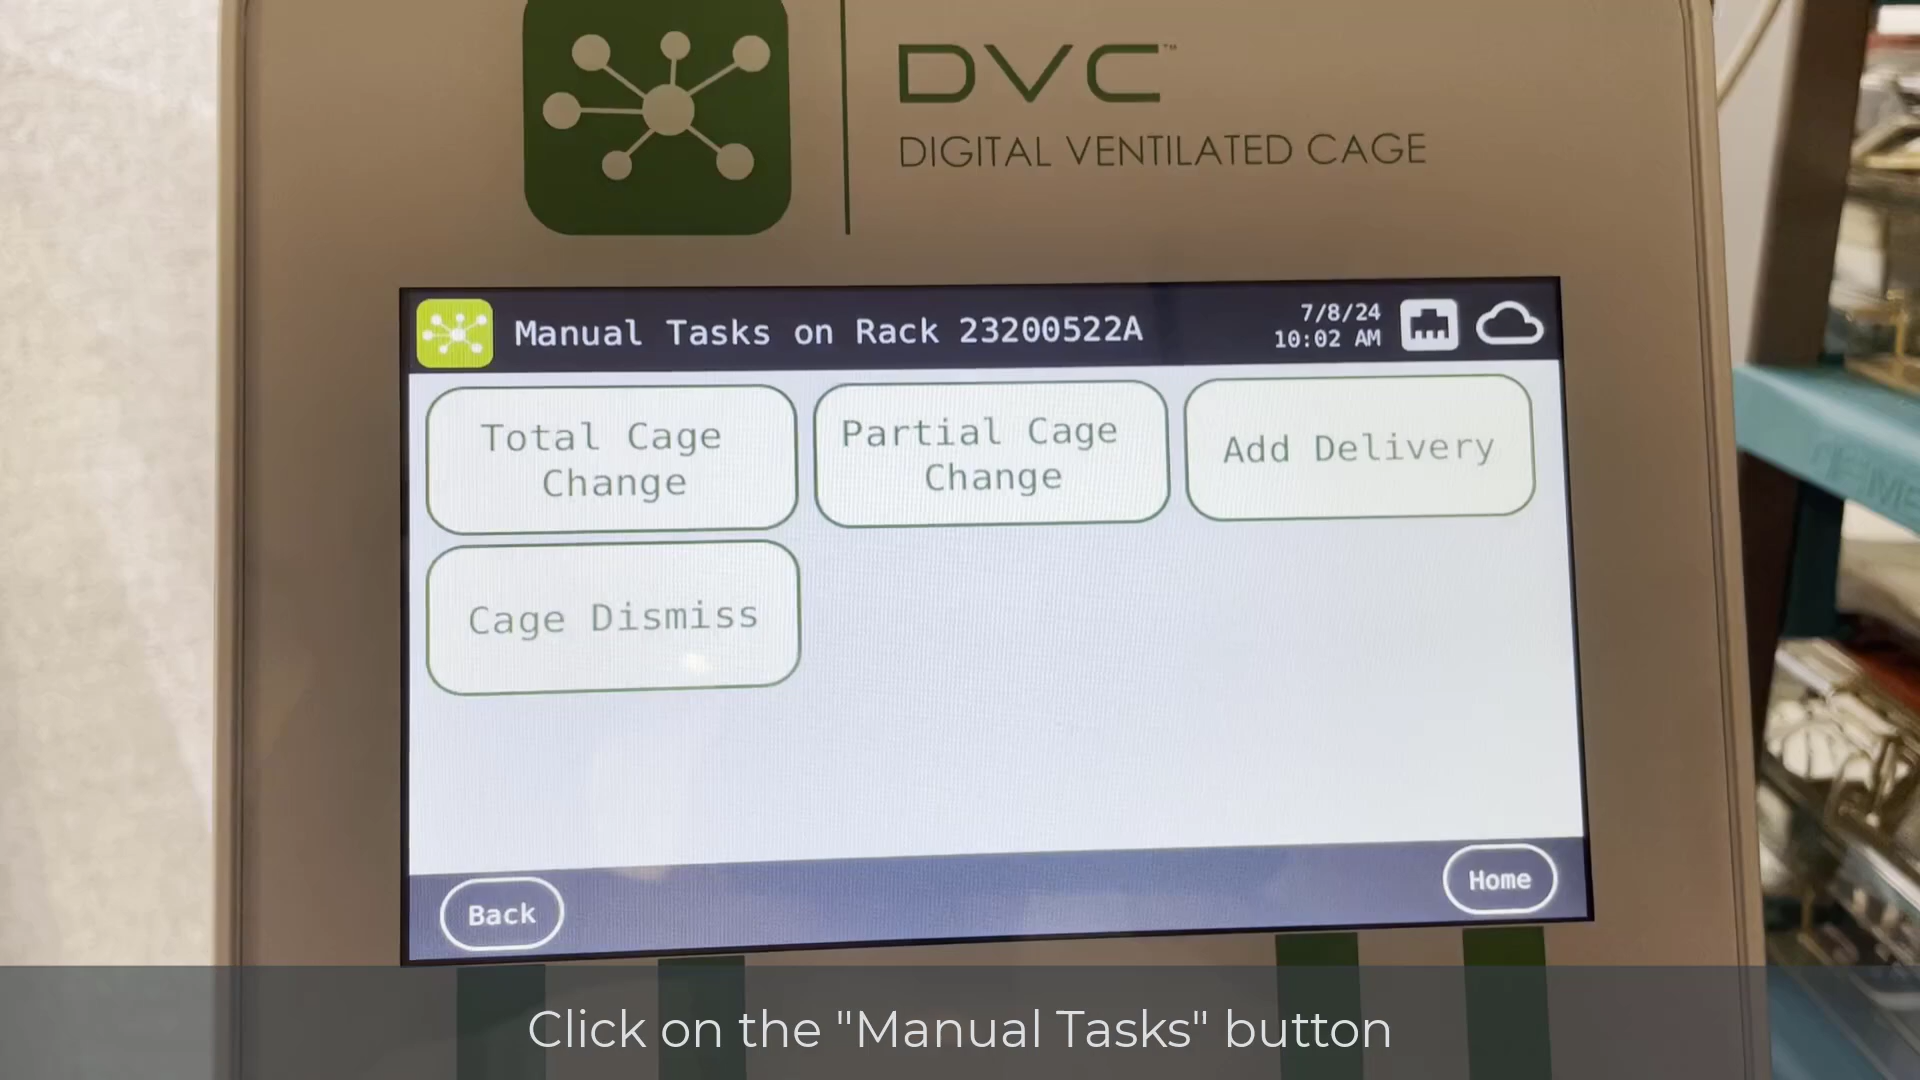 DVC™
DIGITAL VENTILATED CAGE
Manual Tasks on Rack 23200522A
7/8/24
10:02 AM
Total Cage
Change
Partial Cage
Change
Add Delivery
Cage Dismiss
Back
Home
Click on the "Manual Tasks" button